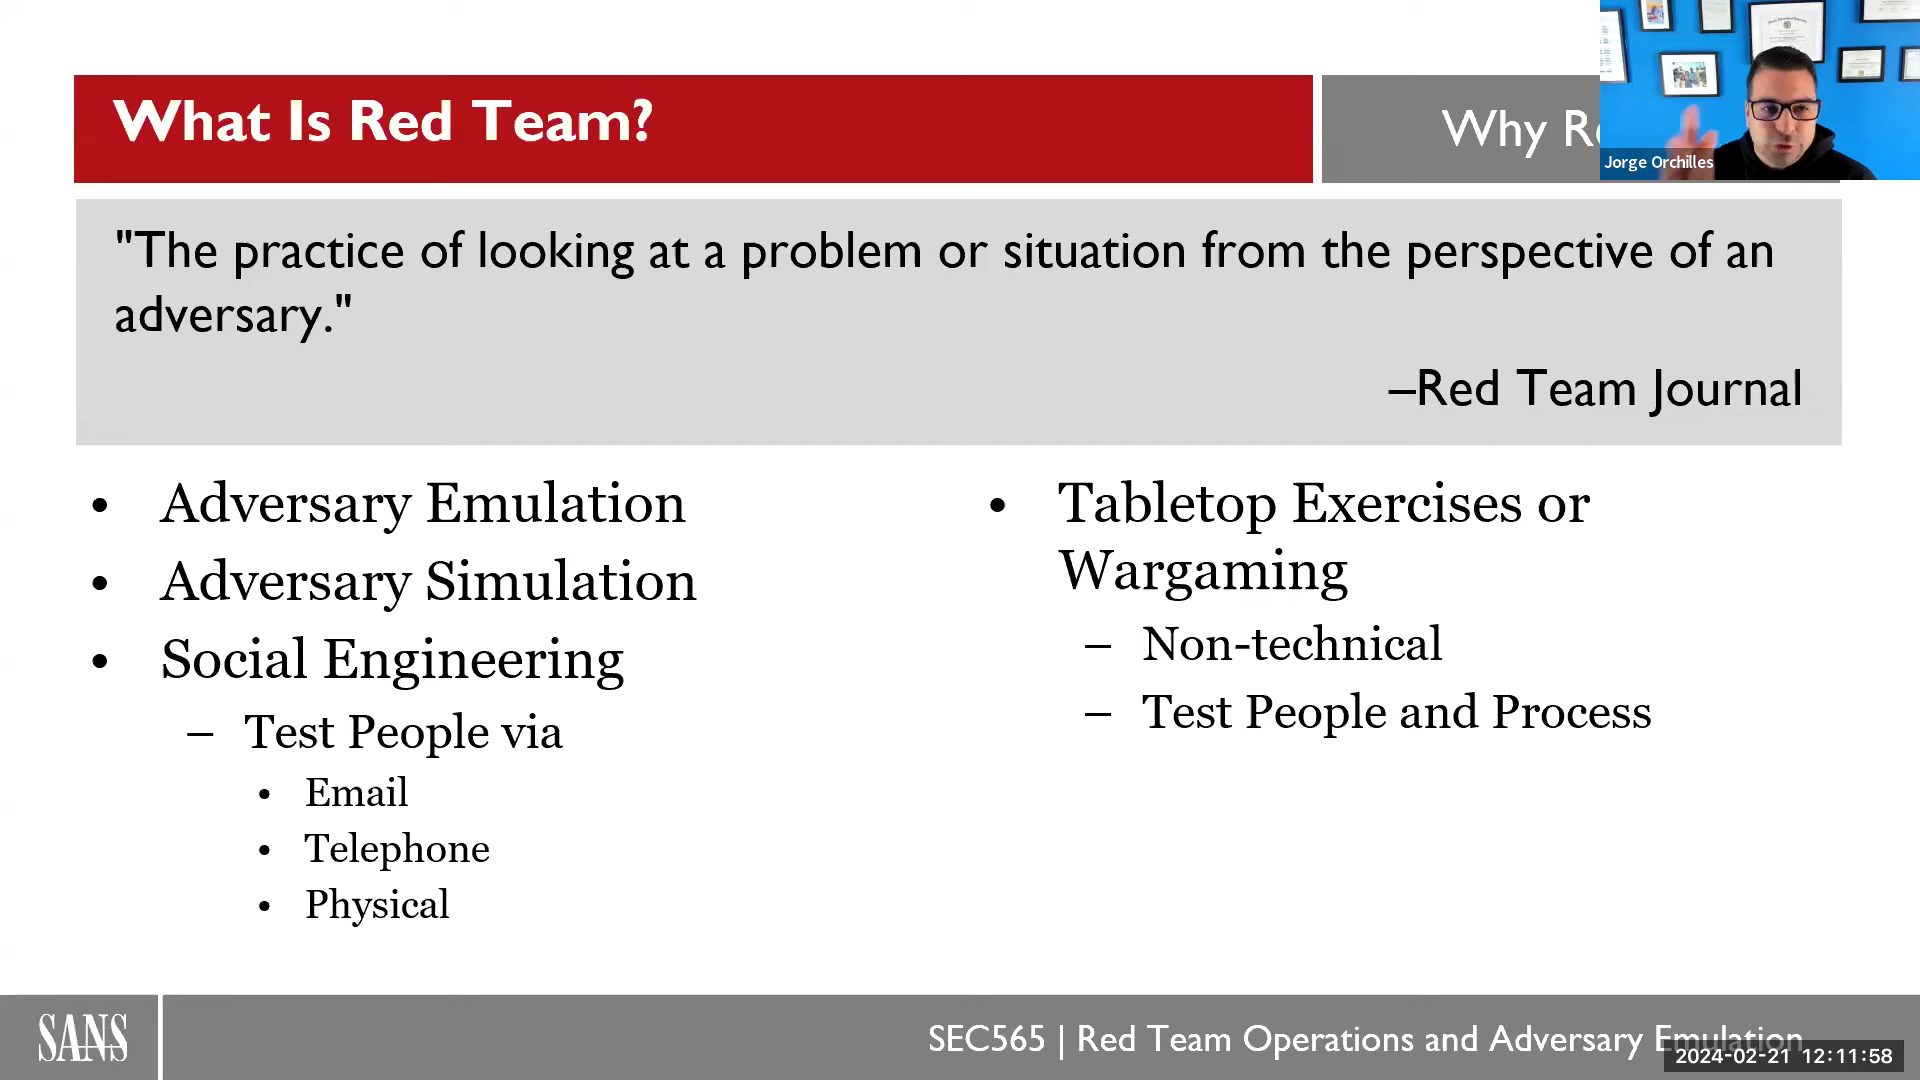 What Is Red Team?
Why Re
Jorge Orchilles
"The practice of looking at a problem or situation from the perspective of an
adversary."
–Red Team Journal
• Adversary Emulation
• Adversary Simulation
• Social Engineering
– Test People via
• Email
• Telephone
• Physical
• Tabletop Exercises or
Wargaming
– Non-technical
– Test People and Process
SANS
SEC565 | Red Team Operations and Adversary Emulation
2024-02-21 12:11:58